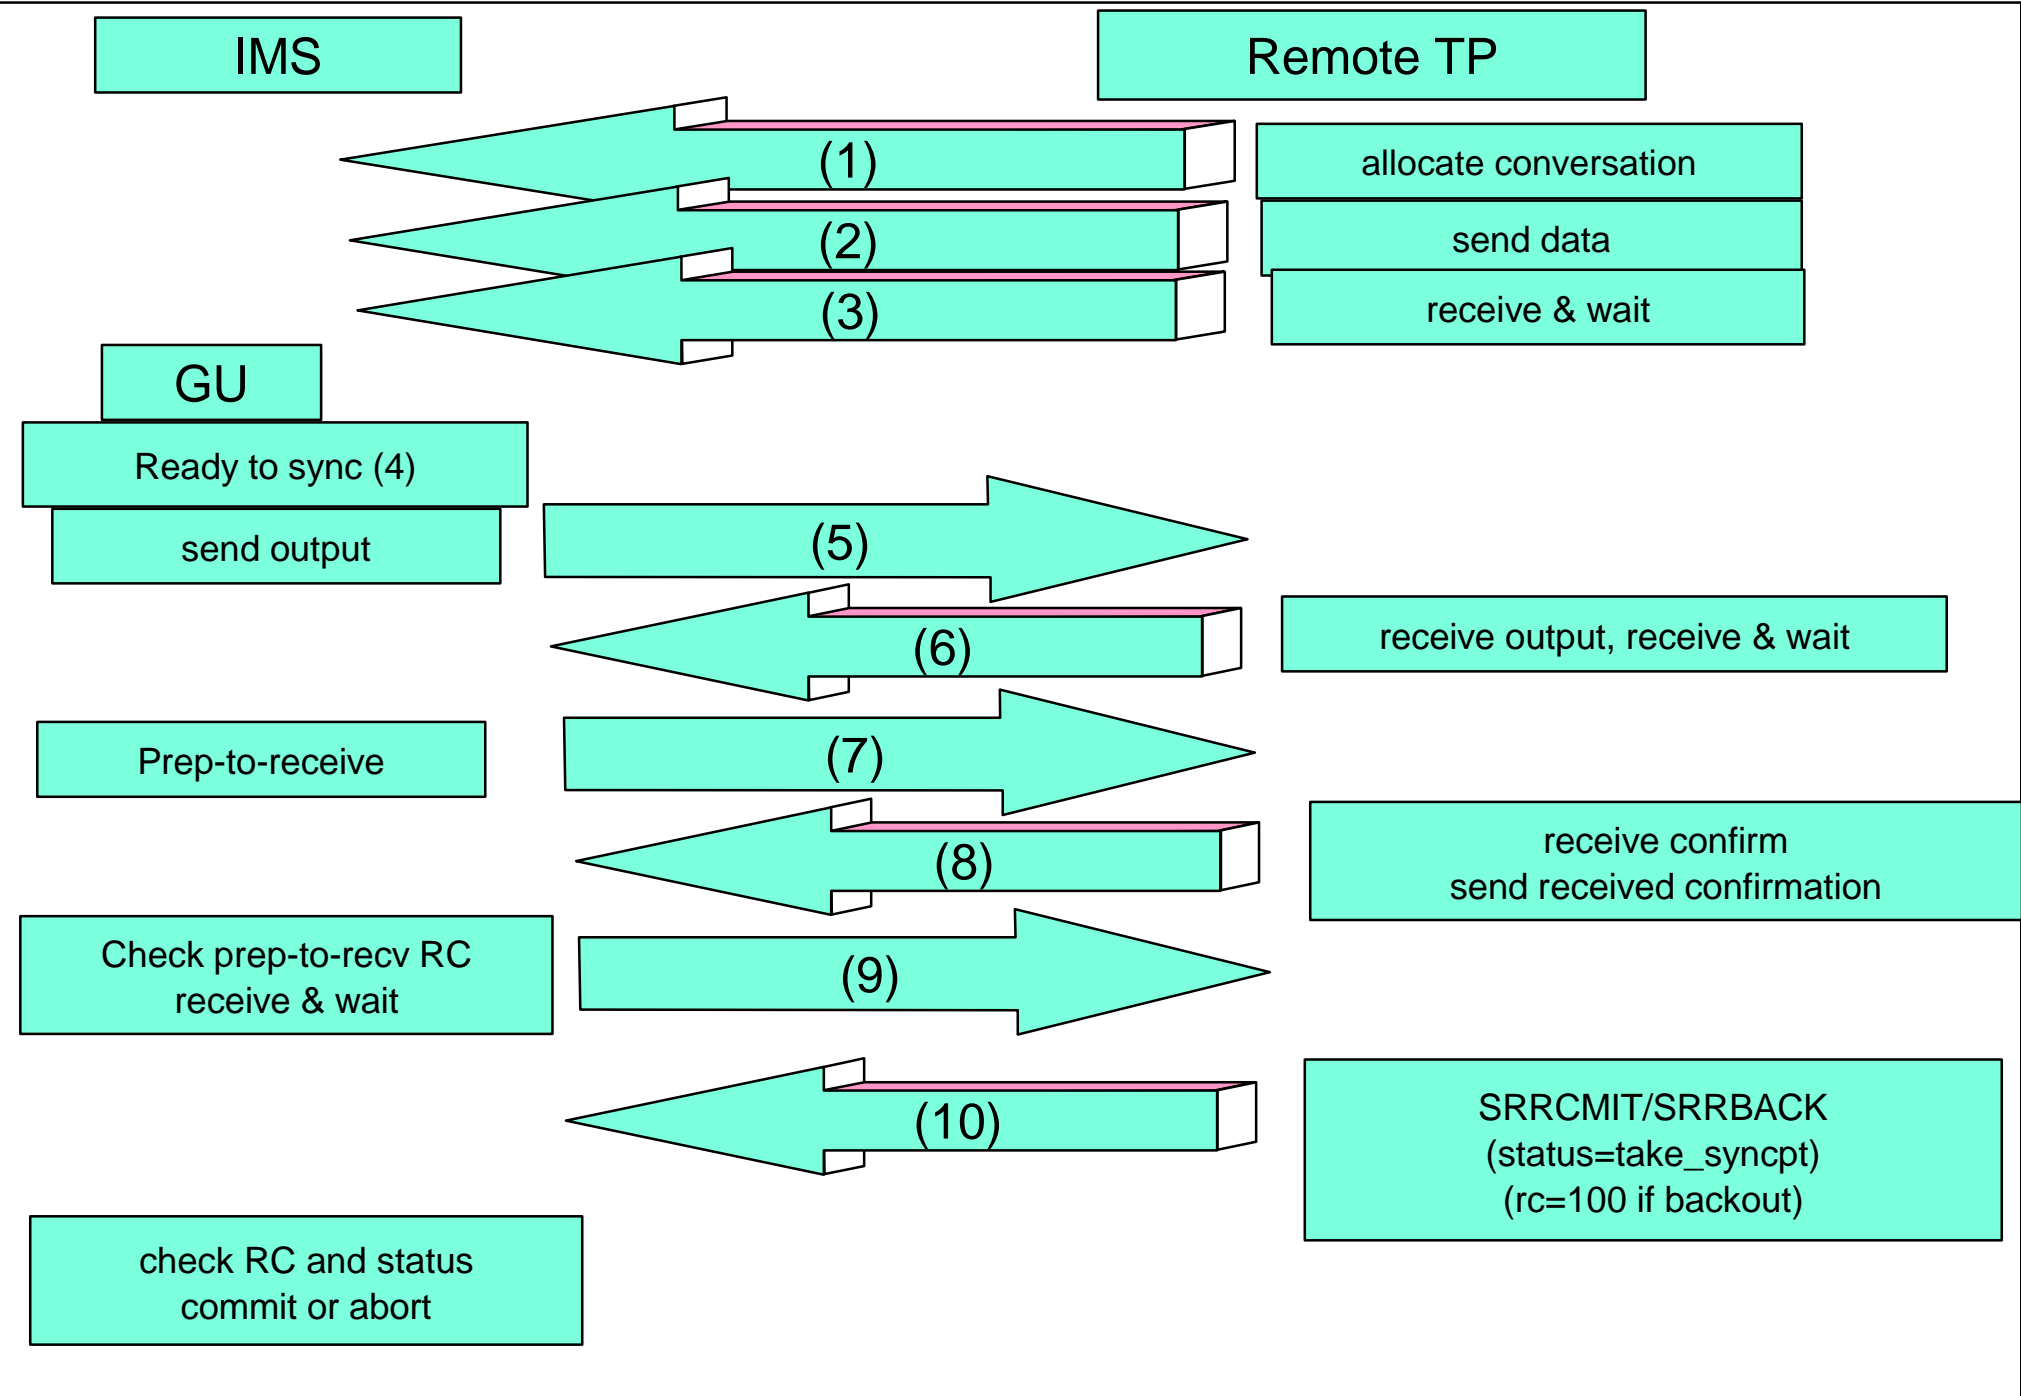 IMS
Remote TP
(1)
allocate conversation
(2)
send data
(3)
receive & wait
GU
Ready to sync (4)
send output
(5)
(6)
receive output, receive & wait
Prep-to-receive
(7)
(8)
receive confirm
send received confirmation
Check prep-to-recv RC
receive & wait
(9)
(10)
SRRCMIT/SRRBACK
(status=take_syncpt)
(rc=100 if backout)
check RC and status
commit or abort